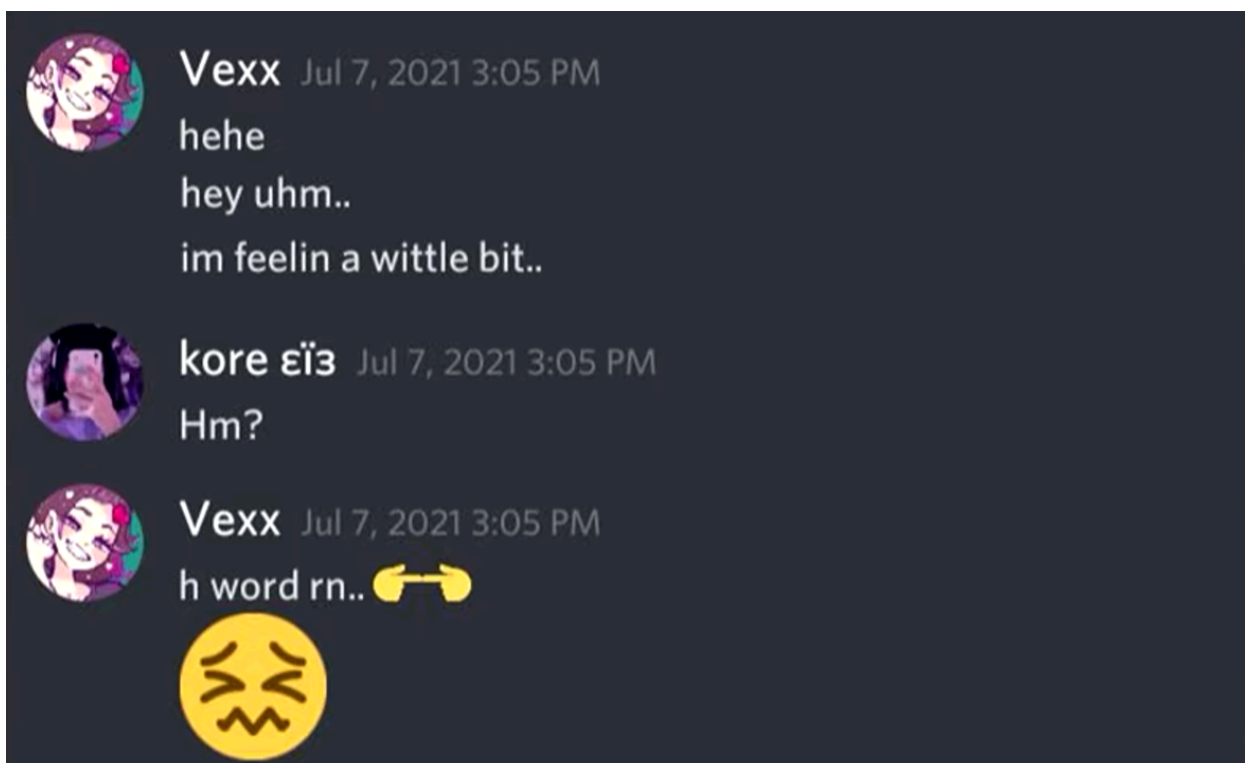 Vexx Jul 7, 2021 3:05 PM
hehe
hey uhm..
im feelin a wittle bit..
kore εïз Jul 7, 2021 3:05 PM
Hm?
Vexx Jul 7, 2021 3:05 PM
h word rn.. 👉👈
😖